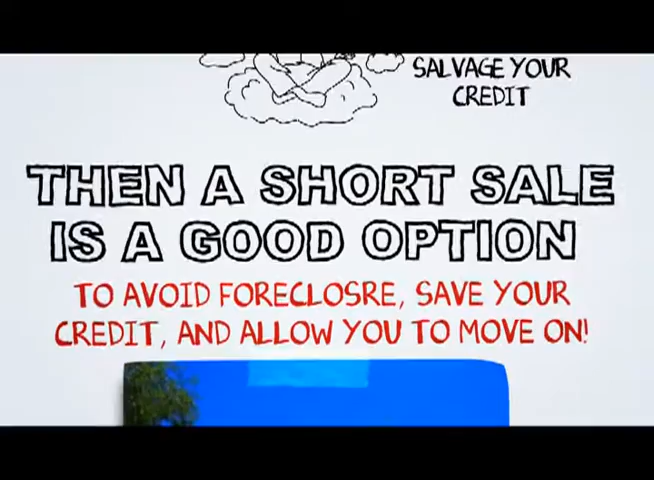 SALVAGE YOUR
CREDIT
THEN A SHORT SALE
IS A GOOD OPTION
TO AVOID FORECLOSRE, SAVE YOUR
CREDIT, AND ALLOW YOU TO MOVE ON!